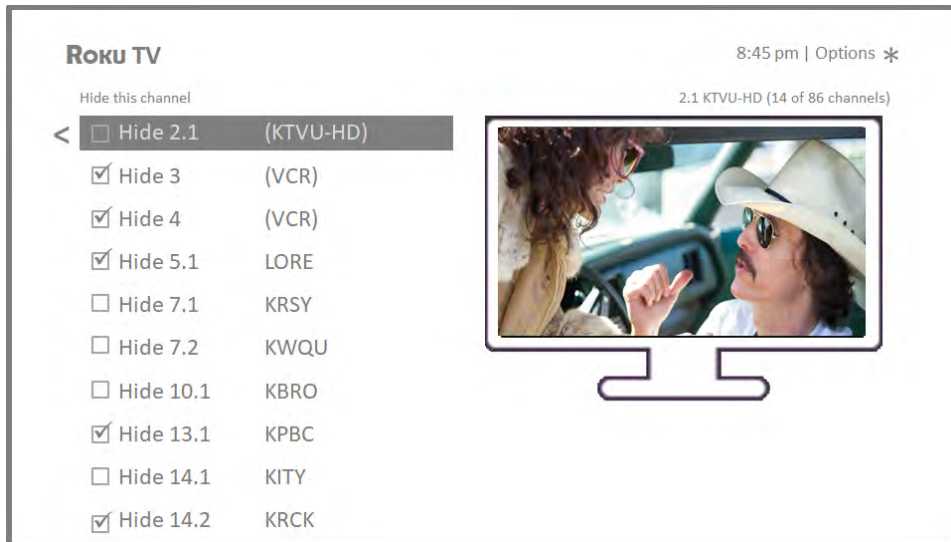 ROKU TV
8:45 pm | Options *
Hide this channel
2.1 KTVU-HD (14 of 86 channels)
< Hide 2.1 (KTVU-HD)
Hide 3 (VCR)
Hide 4 (VCR)
Hide 5.1 LORE
Hide 7.1 KRSY
Hide 7.2 KWQU
Hide 10.1 KBRO
Hide 13.1 KPBC
Hide 14.1 KITY
Hide 14.2 KRCK